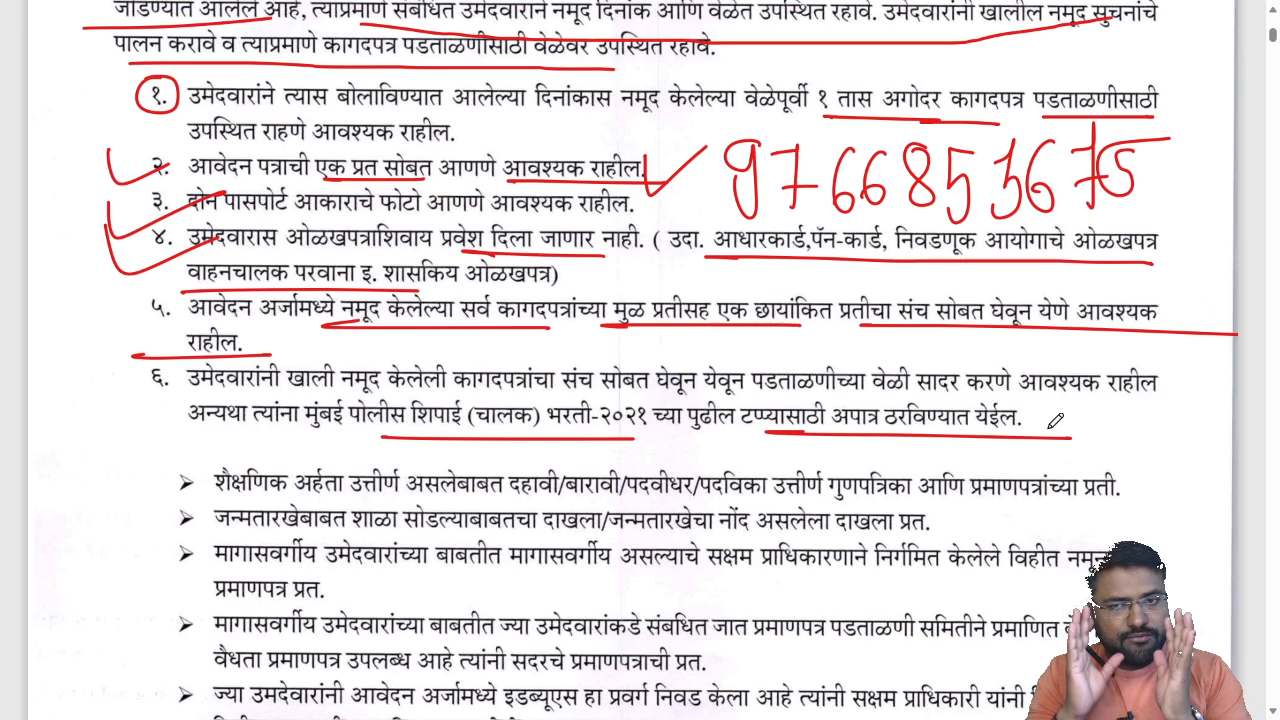 जोडण्यात आलेले आहे, त्याप्रमाणे संबंधित उमेदवाराने नमूद दिनांक आणि वेळेत उपस्थित रहावे. उमेदवारांनी खालील नमूद सुचनांचे
पालन करावे व त्याप्रमाणे कागदपत्र पडताळणीसाठी वेळेवर उपस्थित रहावे.
१. उमेदवारांने त्यास बोलाविण्यात आलेल्या दिनांकास नमूद केलेल्या वेळेपूर्वी १ तास अगोदर कागदपत्र पडताळणीसाठी
उपस्थित राहणे आवश्यक राहील.
२. आवेदन पत्राची एक प्रत सोबत आणणे आवश्यक राहील.
३. दोन पासपोर्ट आकाराचे फोटो आणणे आवश्यक राहील.
४. उमेदवारास ओळखपत्राशिवाय प्रवेश दिला जाणार नाही. ( उदा. आधारकार्ड,पॅन-कार्ड, निवडणूक आयोगाचे ओळखपत्र
वाहनचालक परवाना इ. शासकिय ओळखपत्र)
५. आवेदन अर्जामध्ये नमूद केलेल्या सर्व कागदपत्रांच्या मुळ प्रतीसह एक छायांकित प्रतीचा संच सोबत घेवून येणे आवश्यक
राहील.
६. उमेदवारांनी खाली नमूद केलेली कागदपत्रांचा संच सोबत घेवून येवून पडताळणीच्या वेळी सादर करणे आवश्यक राहील
अन्यथा त्यांना मुंबई पोलीस शिपाई (चालक) भरती-२०२१ च्या पुढील टप्प्यासाठी अपात्र ठरविण्यात येईल.
➢ शैक्षणिक अर्हता उत्तीर्ण असलेबाबत दहावी/बारावी/पदवीधर/पदविका उत्तीर्ण गुणपत्रिका आणि प्रमाणपत्रांच्या प्रती.
➢ जन्मतारखेबाबत शाळा सोडल्याबाबतचा दाखला/जन्मतारखेचा नोंद असलेला दाखला प्रत.
➢ मागासवर्गीय उमेदवारांच्या बाबतीत मागासवर्गीय असल्याचे सक्षम प्राधिकारणाने निर्गमित केलेले विहीत
प्रमाणपत्र प्रत.
➢ मागासवर्गीय उमेदवारांच्या बाबतीत ज्या उमेदवारांकडे संबंधित जात प्रमाणपत्र पडताळणी समितीने प्रमाणित
वैधता प्रमाणपत्र उपलब्ध आहे त्यांनी सदरचे प्रमाणपत्राची प्रत.
➢ ज्या उमदेवारांनी आवेदन अर्जामध्ये इडब्यूएस हा प्रवर्ग निवड केला आहे त्यांनी सक्षम प्राधिकारी यांनी